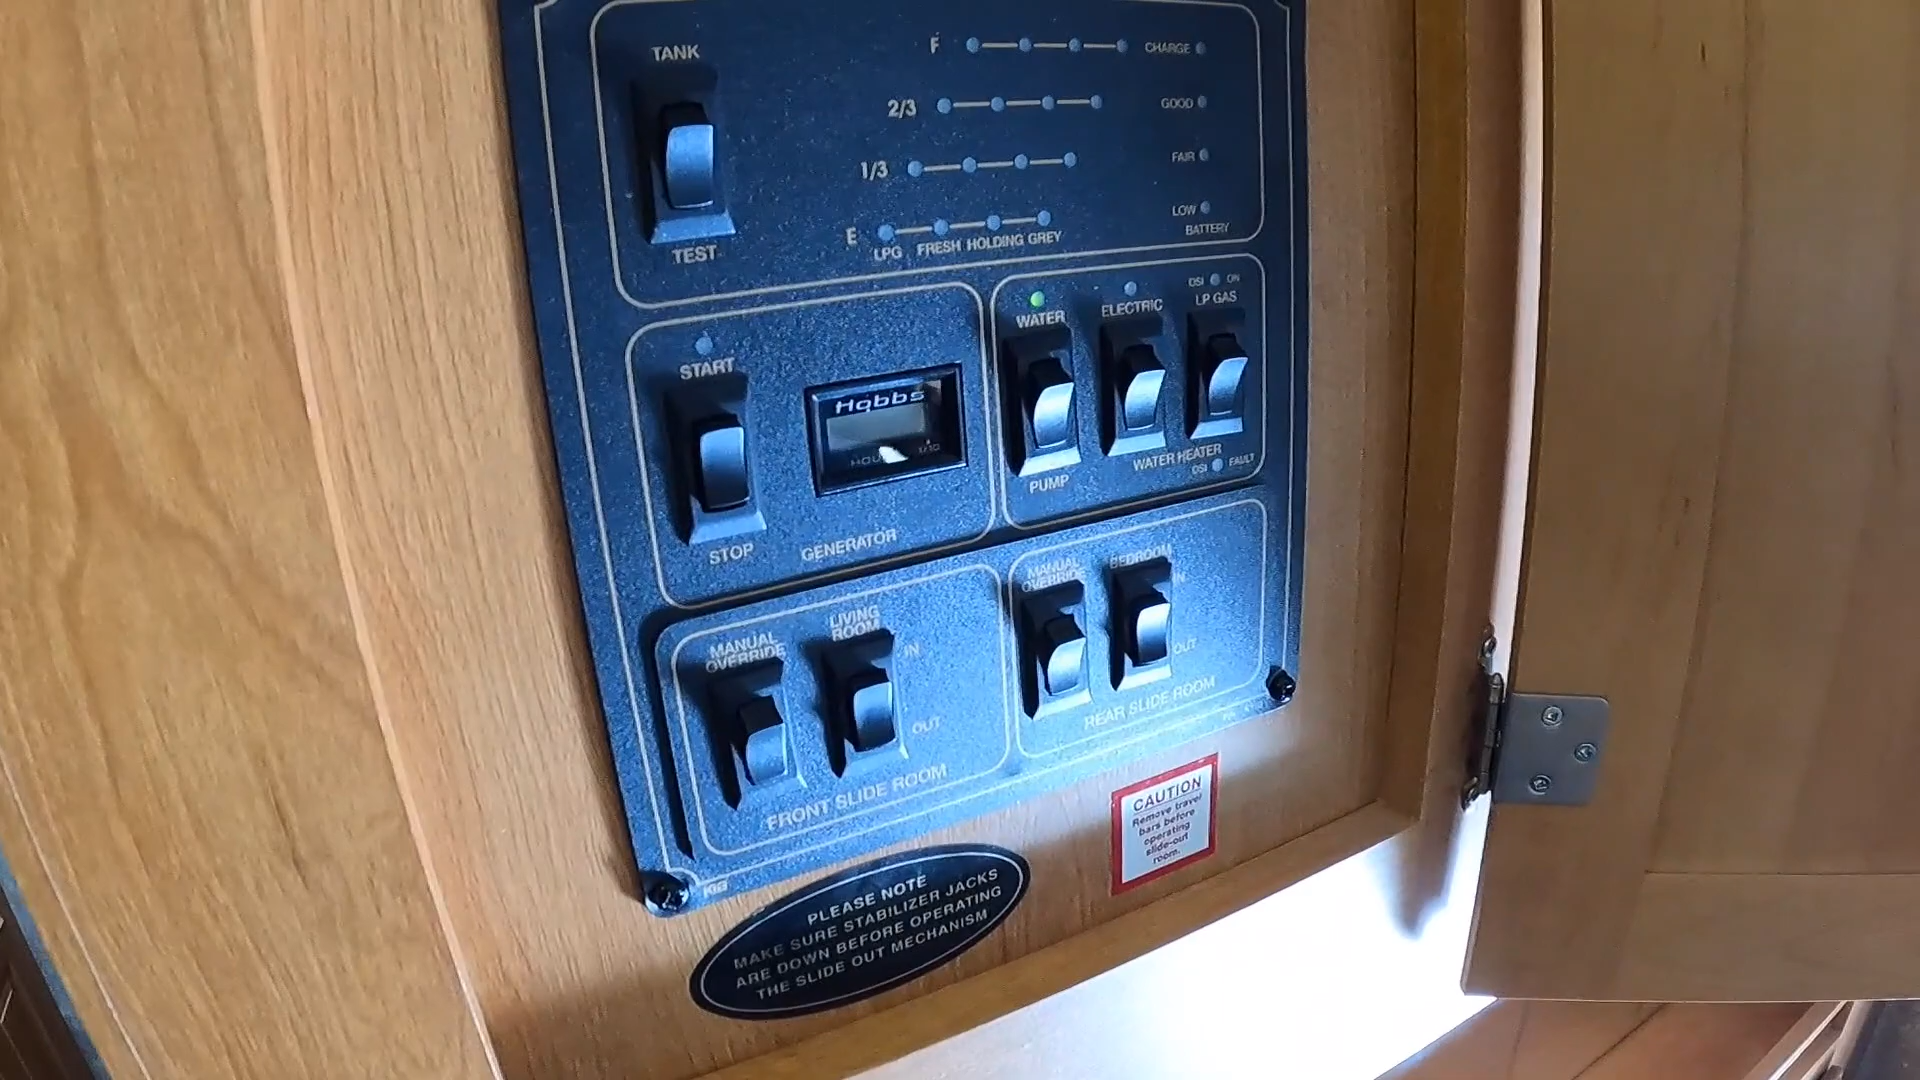 TANK
TEST
F
2/3
1/3
E
LPG FRESH HOLDING GREY
CHARGE
GOOD
FAIR
LOW
BATTERY
START
STOP
Hobbs
HOU
1/10
GENERATOR
WATER
PUMP
ELECTRIC
DSI ON
LP GAS
WATER HEATER
DSI FAULT
MANUAL
OVERRIDE
LIVING
ROOM
IN
OUT
FRONT SLIDE ROOM
MANUAL
OVERRIDE
BEDROOM
IN
OUT
REAR SLIDE ROOM
CAUTION
Remove travel
bars before
operating
slide-out
room.
PLEASE NOTE
MAKE SURE STABILIZER JACKS
ARE DOWN BEFORE OPERATING
THE SLIDE OUT MECHANISM